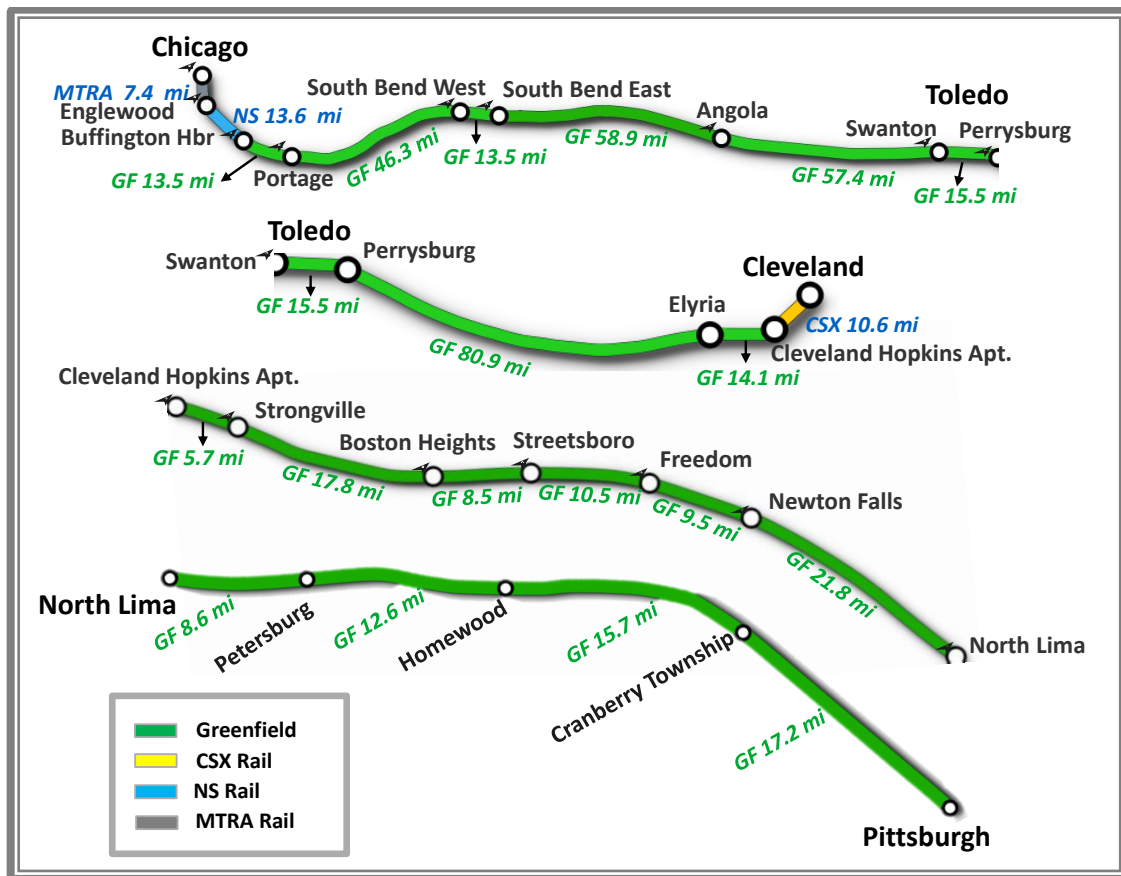 Chicago
MTRA 7.4 mi
Englewood
NS 13.6 mi
Buffington Hbr
GF 13.5 mi
Portage
GF 46.3 mi
South Bend West
GF 13.5 mi
South Bend East
GF 58.9 mi
Angola
GF 57.4 mi
Toledo
Swanton
Perrysburg
GF 15.5 mi
Toledo
Swanton
Perrysburg
GF 15.5 mi
GF 80.9 mi
Cleveland
Elyria
CSX 10.6 mi
Cleveland Hopkins Apt.
GF 14.1 mi
Cleveland Hopkins Apt.
Strongville
GF 5.7 mi
GF 17.8 mi
Boston Heights
GF 8.5 mi
Streetsboro
GF 10.5 mi
Freedom
GF 9.5 mi
Newton Falls
GF 21.8 mi
North Lima
North Lima
GF 8.6 mi
Petersburg
GF 12.6 mi
Homewood
GF 15.7 mi
Cranberry Township
GF 17.2 mi
Pittsburgh
Greenfield
CSX Rail
NS Rail
MTRA Rail